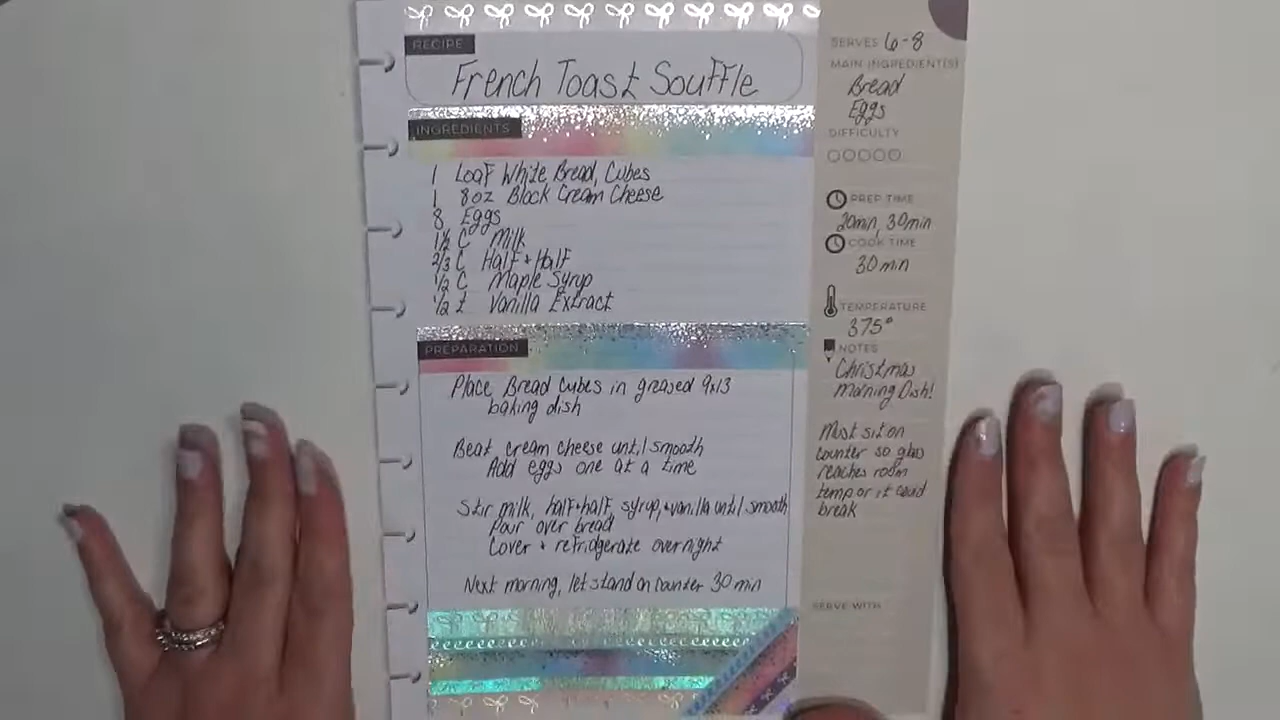 RECIPE
French Toast Souffle
INGREDIENTS
1 Loaf White Bread, Cubes
1 8oz Block Cream Cheese
8 Eggs
1½ C Milk
2/3 C Half + Half
1/2 C Maple Syrup
1/2 t Vanilla Extract
PREPARATION
Place Bread Cubes in greased 9x13
baking dish
Beat cream cheese until smooth
Add eggs one at a time
Stir milk, half+half, syrup, + vanilla until smooth
Pour over bread
Cover + refridgerate overnight
Next morning, let stand on counter 30 min
SERVES 6-8
MAIN INGREDIENT(S)
Bread
Eggs
DIFFICULTY
PREP TIME
20min, 30min
COOK TIME
30 min
TEMPERATURE
375°
NOTES
Christmas
Morning Dish!
Must sit on
counter so glass
reaches room
temp or it could
break
SERVE WITH